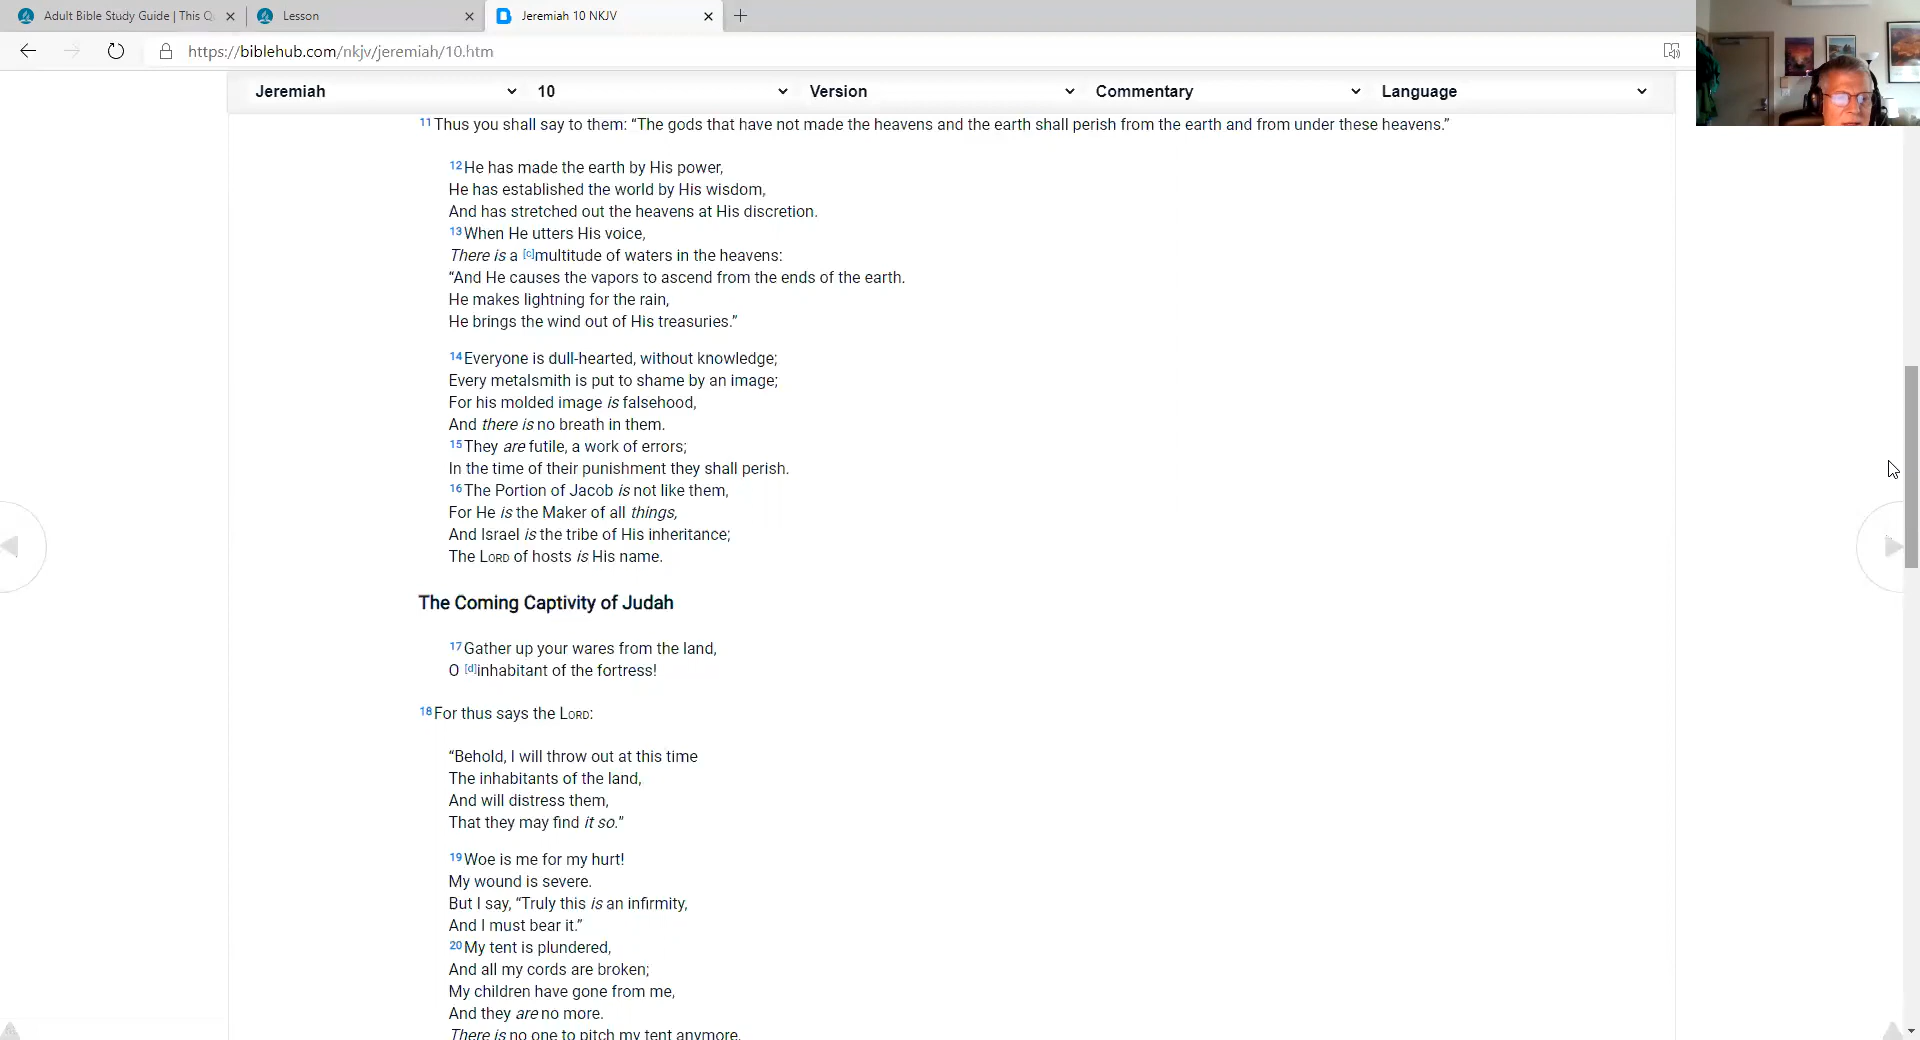 Adult Bible Study Guide | This Q
Lesson
Jeremiah 10 NKJV
https://biblehub.com/nkjv/jeremiah/10.htm
Jeremiah 10 Version Commentary Language
11 Thus you shall say to them: “The gods that have not made the heavens and the earth shall perish from the earth and from under these heavens.”
12 He has made the earth by His power,
He has established the world by His wisdom,
And has stretched out the heavens at His discretion.
13 When He utters His voice,
There is a [c]multitude of waters in the heavens:
“And He causes the vapors to ascend from the ends of the earth.
He makes lightning for the rain,
He brings the wind out of His treasuries.”
14 Everyone is dull-hearted, without knowledge;
Every metalsmith is put to shame by an image;
For his molded image is falsehood,
And there is no breath in them.
15 They are futile, a work of errors;
In the time of their punishment they shall perish.
16 The Portion of Jacob is not like them,
For He is the Maker of all things,
And Israel is the tribe of His inheritance;
The LORD of hosts is His name.
The Coming Captivity of Judah
17 Gather up your wares from the land,
O [d]inhabitant of the fortress!
18 For thus says the LORD:
“Behold, I will throw out at this time
The inhabitants of the land,
And will distress them,
That they may find it so.”
19 Woe is me for my hurt!
My wound is severe.
But I say, “Truly this is an infirmity,
And I must bear it.”
20 My tent is plundered,
And all my cords are broken;
My children have gone from me,
And they are no more.
There is no one to pitch my tent anymore,